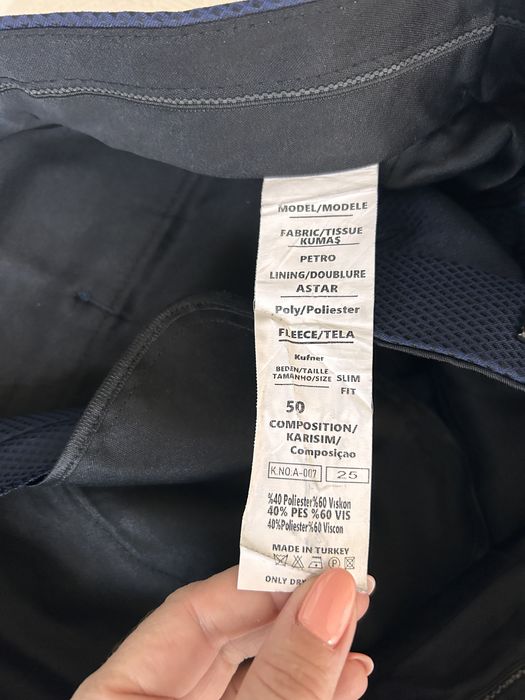 MODEL/MODELE
FABRIC/TISSUE
KUMAŞ
PETRO
LINING/DOUBLURE
ASTAR
Poly/Poliester
FLEECE/TELA
Kufner
BEDEN/TAILLE
TAMANHO/SIZE SLIM
FIT
50
COMPOSITION/
KARISIM/
Composiçao
K.NO:A-007 25
%40 Poliester%60 Viskon
40% PES %60 VIS
40%Poliester%60 Viscon
MADE IN TURKEY
P
ONLY DRY